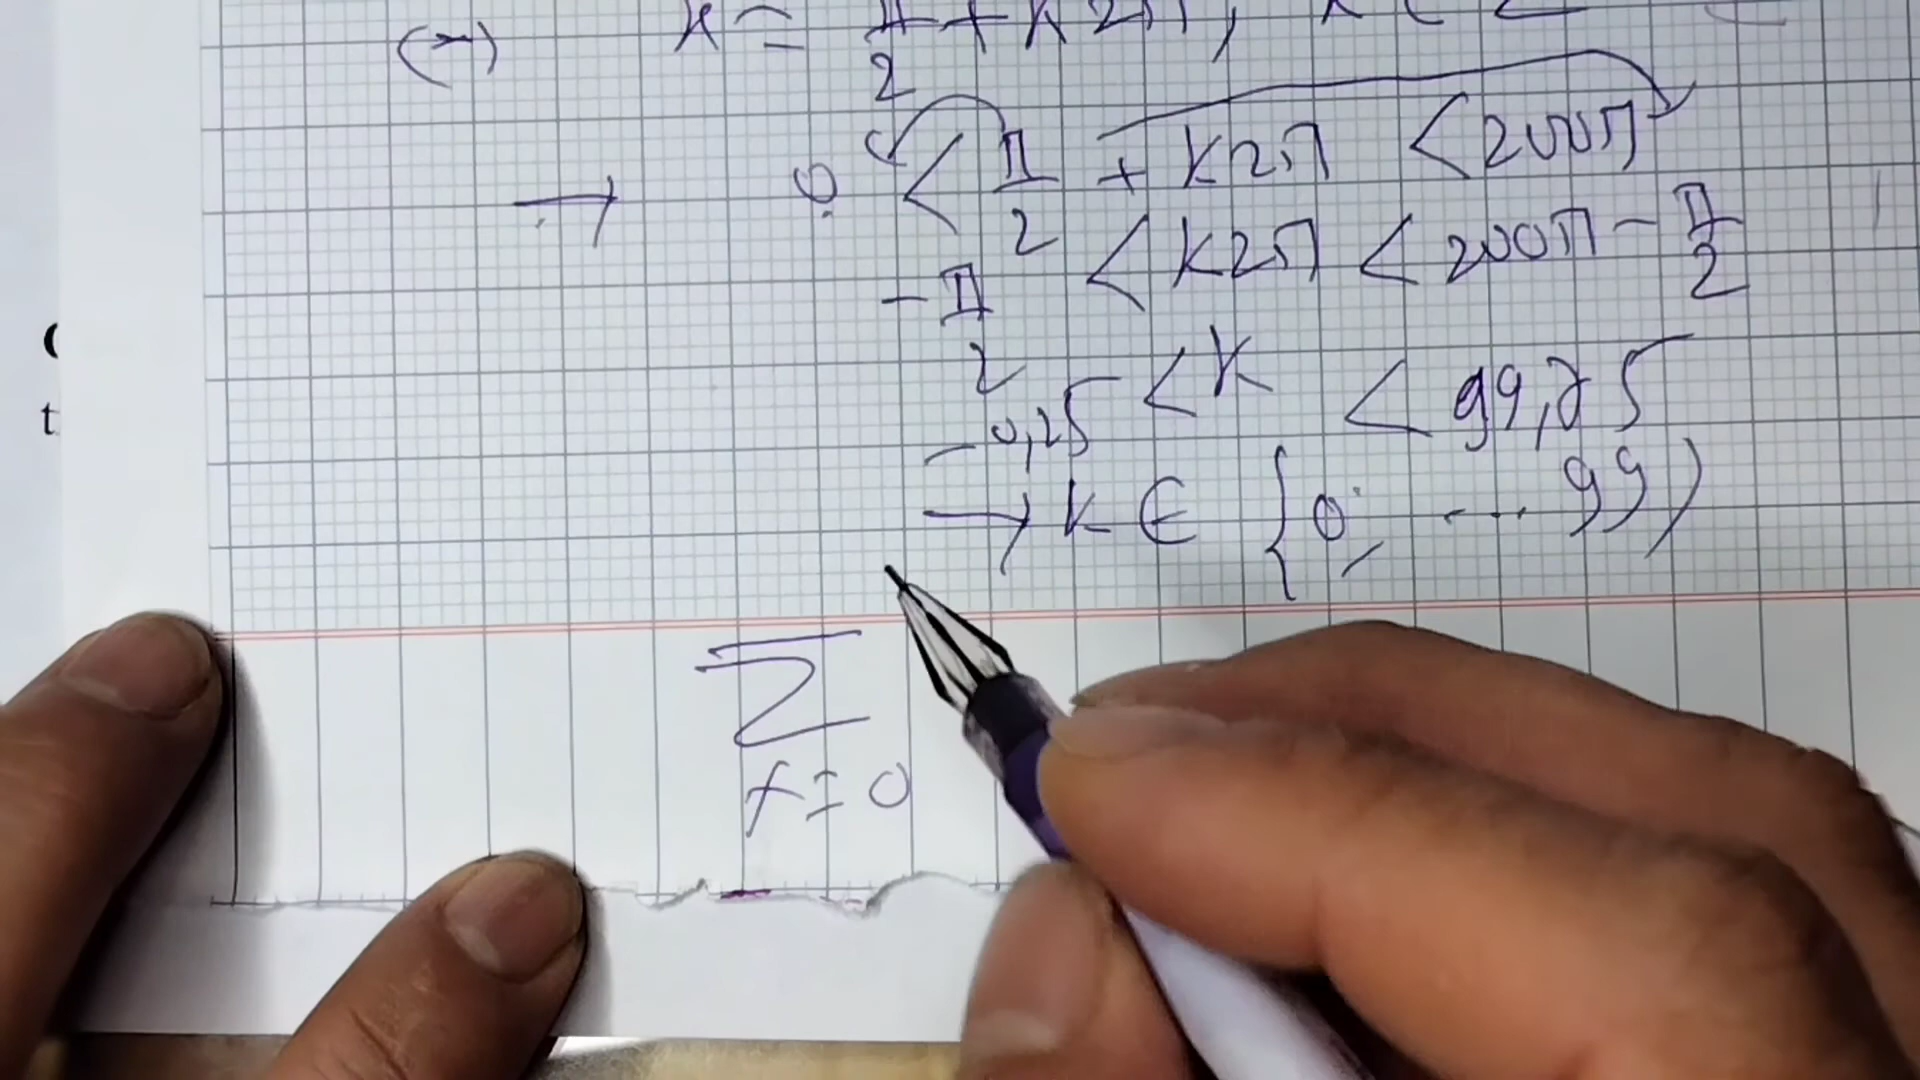 (*) x = π/2 + k2π, k ∈ Z
→ 0 < π/2 + k2π < 200π
-π/2 < k2π < 200π - π/2
-0,25 < k < 99,75
→ k ∈ {0, ... 99}
Σ
x = 0
t